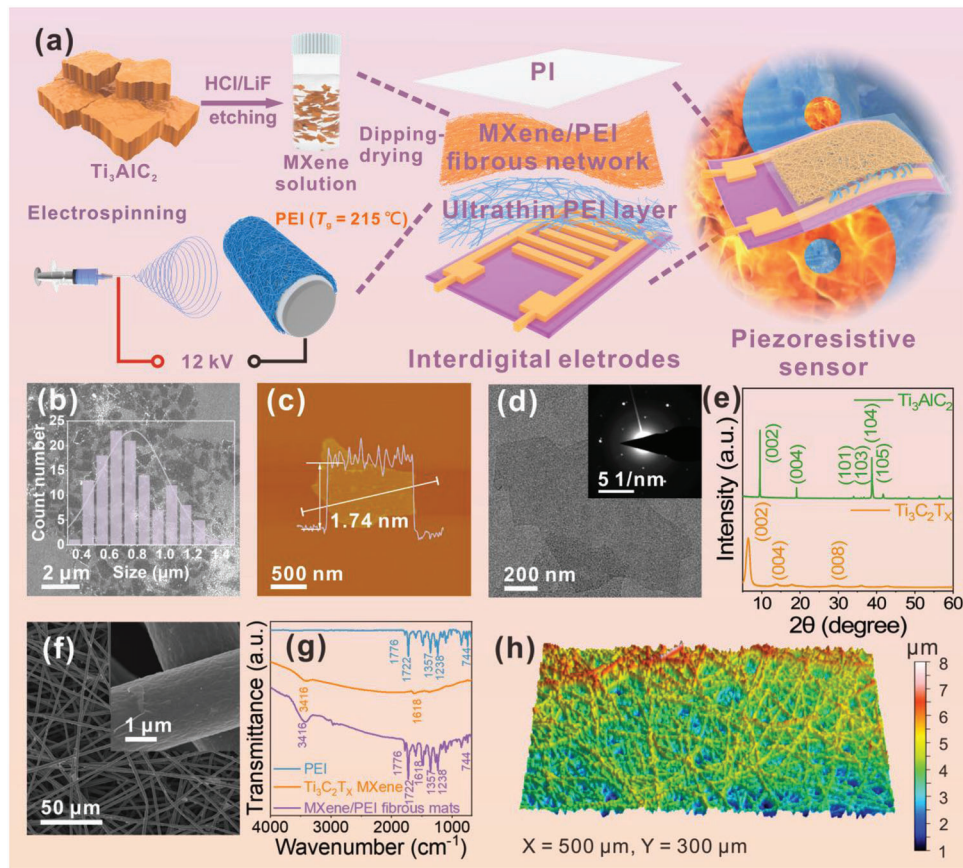 (a)
Ti₃AlC₂
HCl/LiF
etching
MXene
solution
Dipping-
drying
PI
MXene/PEI
fibrous network
Ultrathin PEI layer
Interdigital eletrodes
Piezoresistive
sensor
Electrospinning
PEI (Tg = 215 ℃)
12 kV
(b)
Count number
25
20
15
10
5
0
0.4 0.6 0.8 1.0 1.2 1.4
Size (μm)
2 μm
(c)
1.74 nm
500 nm
(d)
5 1/nm
200 nm
(e)
Intensity (a.u.)
Ti₃AlC₂
(002)
(004)
(101)
(103)
(104)
(105)
Ti₃C₂TX
(002)
(004)
(008)
10 20 30 40 50 60
2θ (degree)
(f)
1 μm
50 μm
(g)
Transmittance (a.u.)
1776
1722
1357
1238
744
3416
1618
3416
1776
1722
1618
1357
1238
744
PEI
Ti₃C₂TX MXene
MXene/PEI fibrous mats
4000 3000 2000 1000
Wavenumber (cm⁻¹)
(h)
μm
8
7
6
5
4
3
2
1
X = 500 μm, Y = 300 μm